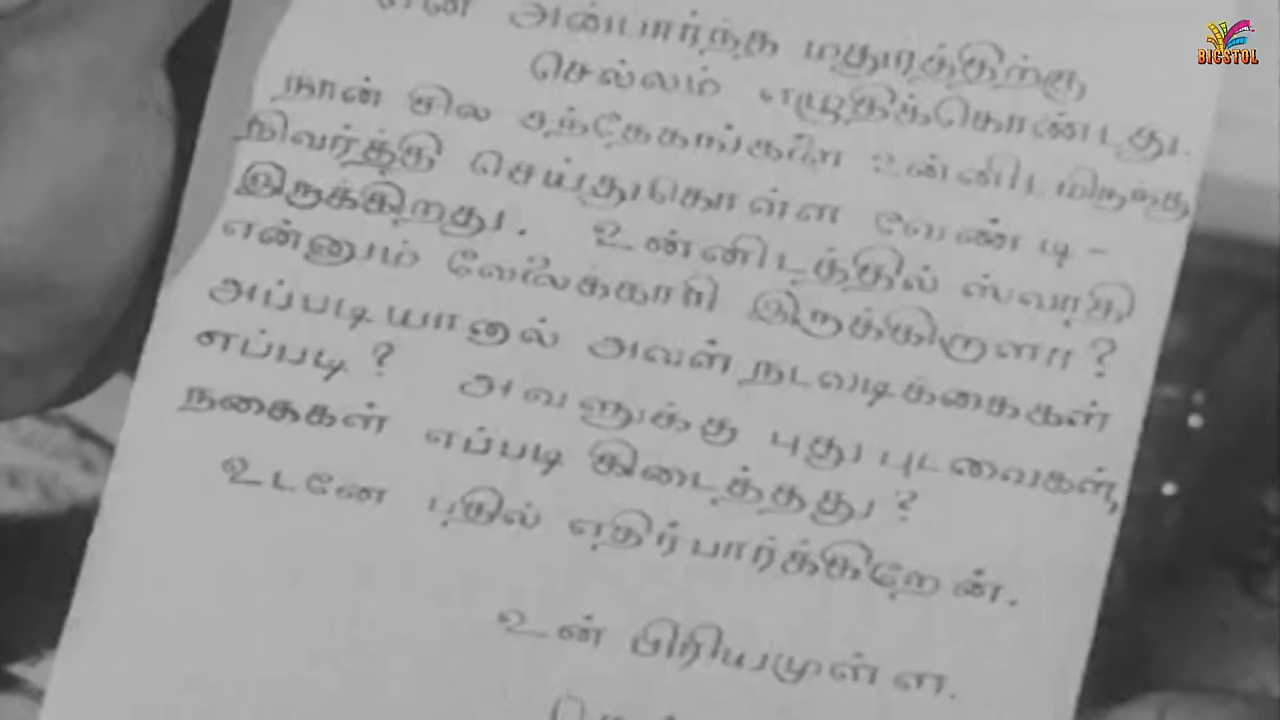 என் அன்பார்ந்த மதுரத்திற்கு
செல்லம் எழுதிக்கொண்டது.
நான் சில சந்தேகங்களை உன்னிடமிருந்து
நிவர்த்தி செய்துகொள்ள வேண்டி-
இருக்கிறது. உன்னிடத்தில் ஸ்வாதி
என்னும் வேலைக்காரி இருக்கிருளா?
அப்படியானால் அவள் நடவடிக்கைகள்
எப்படி? அவளுக்கு புது புடவைகள்,
நகைகள் எப்படி கிடைத்தது?
உடனே பதில் எதிர்பார்க்கிறேன்.
உன் பிரியமுள்ள.
BIGSTOL